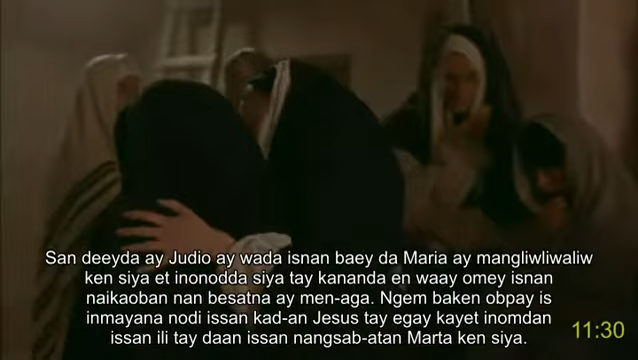 San deeyda ay Judio ay wada isnan baey da Maria ay mangliwliwaliw
ken siya et inonodda siya tay kananda en waay omey isnan
naikaoban nan besatna ay men-aga. Ngem baken obpay is
inmayana nodi issan kad-an Jesus tay egay kayet inomdan
issan ili tay daan issan nangsab-atan Marta ken siya.
11:30